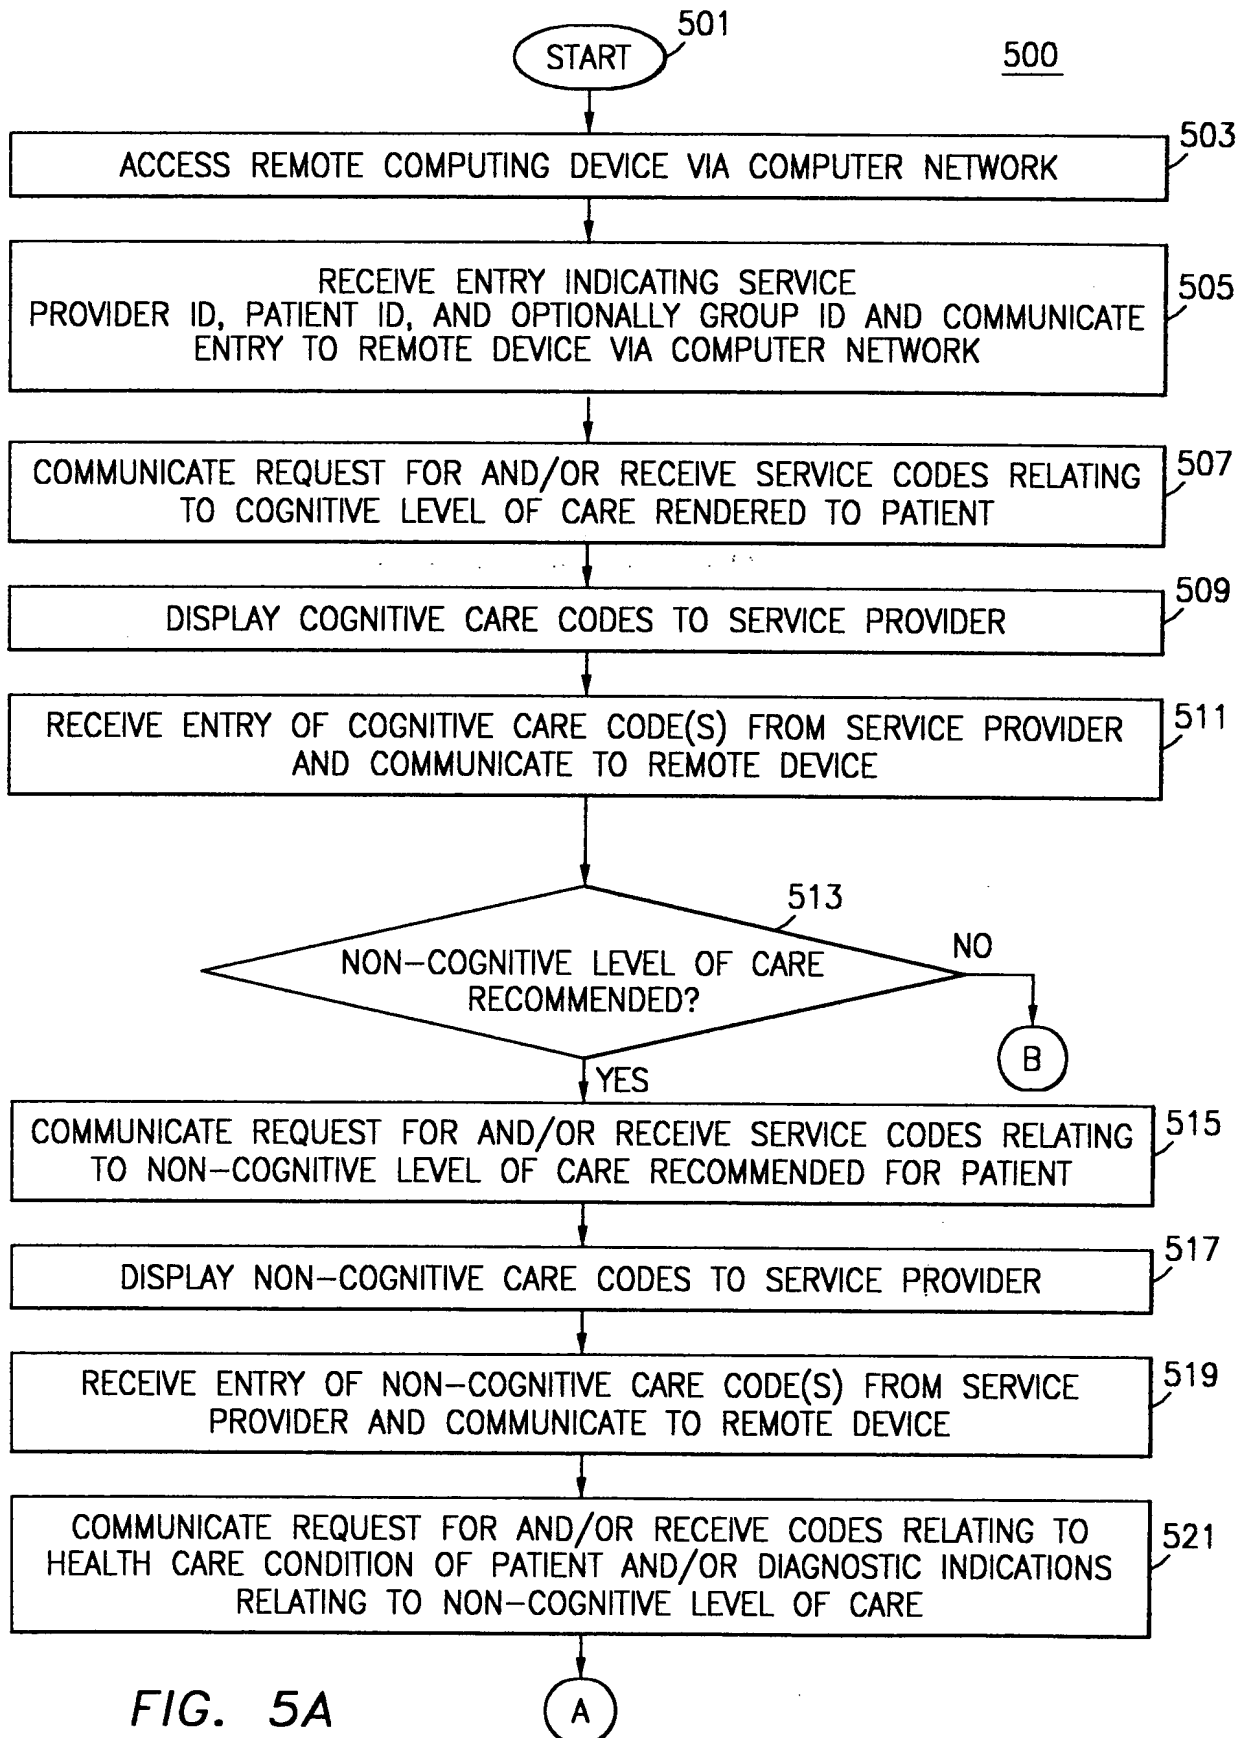 501
START
500
503
ACCESS REMOTE COMPUTING DEVICE VIA COMPUTER NETWORK
RECEIVE ENTRY INDICATING SERVICE
505
PROVIDER ID, PATIENT ID, AND OPTIONALLY GROUP ID AND COMMUNICATE
ENTRY TO REMOTE DEVICE VIA COMPUTER NETWORK
507
COMMUNICATE REQUEST FOR AND/OR RECEIVE SERVICE CODES RELATING
TO COGNITIVE LEVEL OF CARE RENDERED TO PATIENT
509
DISPLAY COGNITIVE CARE CODES TO SERVICE PROVIDER
511
RECEIVE ENTRY OF COGNITIVE CARE CODE(S) FROM SERVICE PROVIDER
AND COMMUNICATE TO REMOTE DEVICE
513
NO
NON-COGNITIVE LEVEL OF CARE
RECOMMENDED?
B
YES
515
COMMUNICATE REQUEST FOR AND/OR RECEIVE SERVICE CODES RELATING
TO NON-COGNITIVE LEVEL OF CARE RECOMMENDED FOR PATIENT
517
DISPLAY NON-COGNITIVE CARE CODES TO SERVICE PROVIDER
519
RECEIVE ENTRY OF NON-COGNITIVE CARE CODE(S) FROM SERVICE
PROVIDER AND COMMUNICATE TO REMOTE DEVICE
521
COMMUNICATE REQUEST FOR AND/OR RECEIVE CODES RELATING TO
HEALTH CARE CONDITION OF PATIENT AND/OR DIAGNOSTIC INDICATIONS
RELATING TO NON-COGNITIVE LEVEL OF CARE
FIG. 5A
A